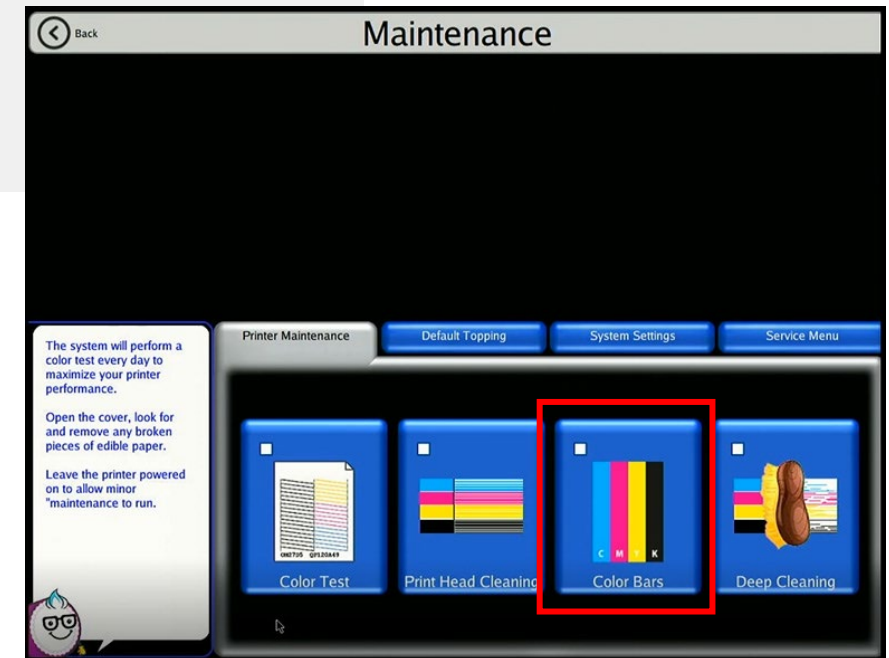 Back
Maintenance
The system will perform a
color test every day to
maximize your printer
performance.
Open the cover, look for
and remove any broken
pieces of edible paper.
Leave the printer powered
on to allow minor
"maintenance to run.
Printer Maintenance
Default Topping
System Settings
Service Menu
Color Test
Print Head Cleaning
C M Y K
Color Bars
Deep Cleaning